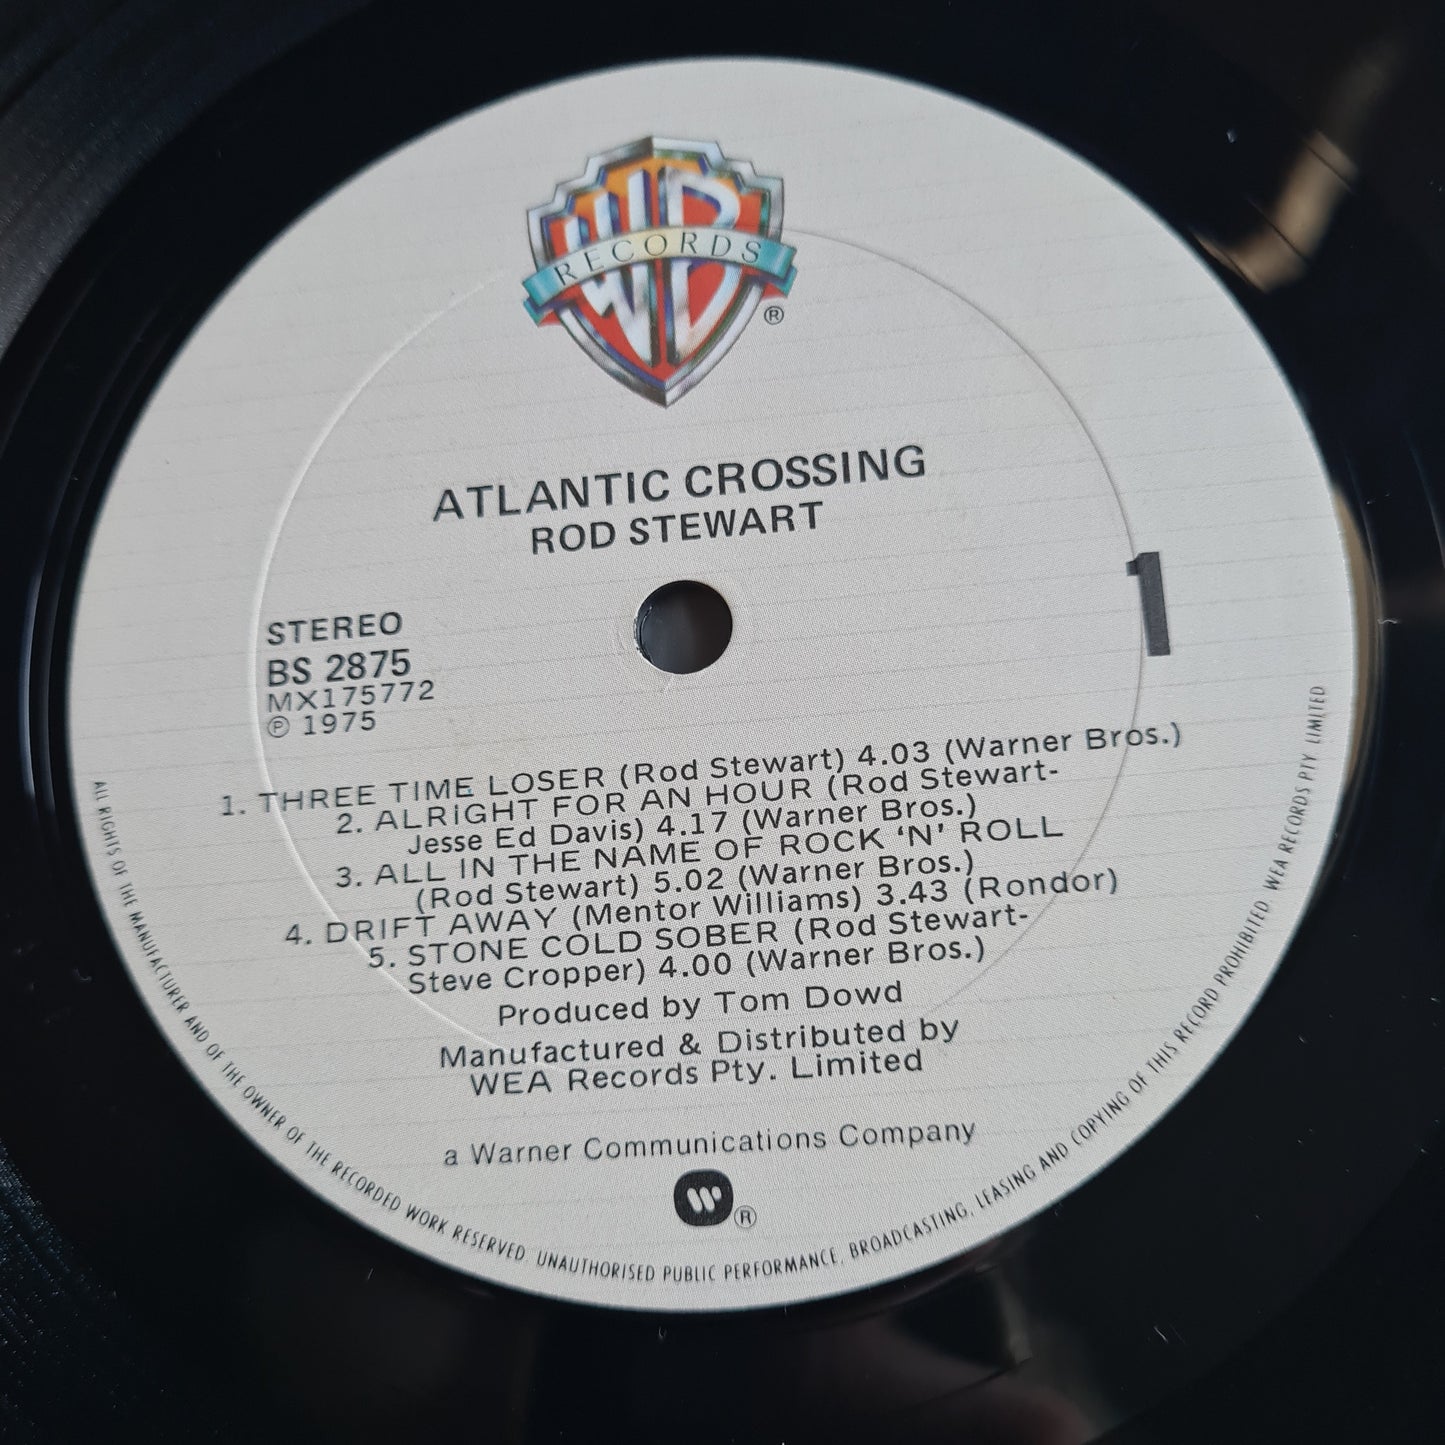 WB
RECORDS
®
ATLANTIC CROSSING
ROD STEWART
1
STEREO
BS 2875
MX175772
℗ 1975
1. THREE TIME LOSER (Rod Stewart) 4.03 (Warner Bros.)
2. ALRIGHT FOR AN HOUR (Rod Stewart-
Jesse Ed Davis) 4.17 (Warner Bros.)
3. ALL IN THE NAME OF ROCK ‘N’ ROLL
(Rod Stewart) 5.02 (Warner Bros.)
4. DRIFT AWAY (Mentor Williams) 3.43 (Rondor)
5. STONE COLD SOBER (Rod Stewart-
Steve Cropper) 4.00 (Warner Bros.)
Produced by Tom Dowd
Manufactured & Distributed by
WEA Records Pty. Limited
a Warner Communications Company
W ®
ALL RIGHTS OF THE MANUFACTURER AND OF THE OWNER OF THE RECORDED WORK RESERVED. UNAUTHORISED PUBLIC PERFORMANCE, BROADCASTING, LEASING AND COPYING OF THIS RECORD PROHIBITED. WEA RECORDS PTY. LIMITED